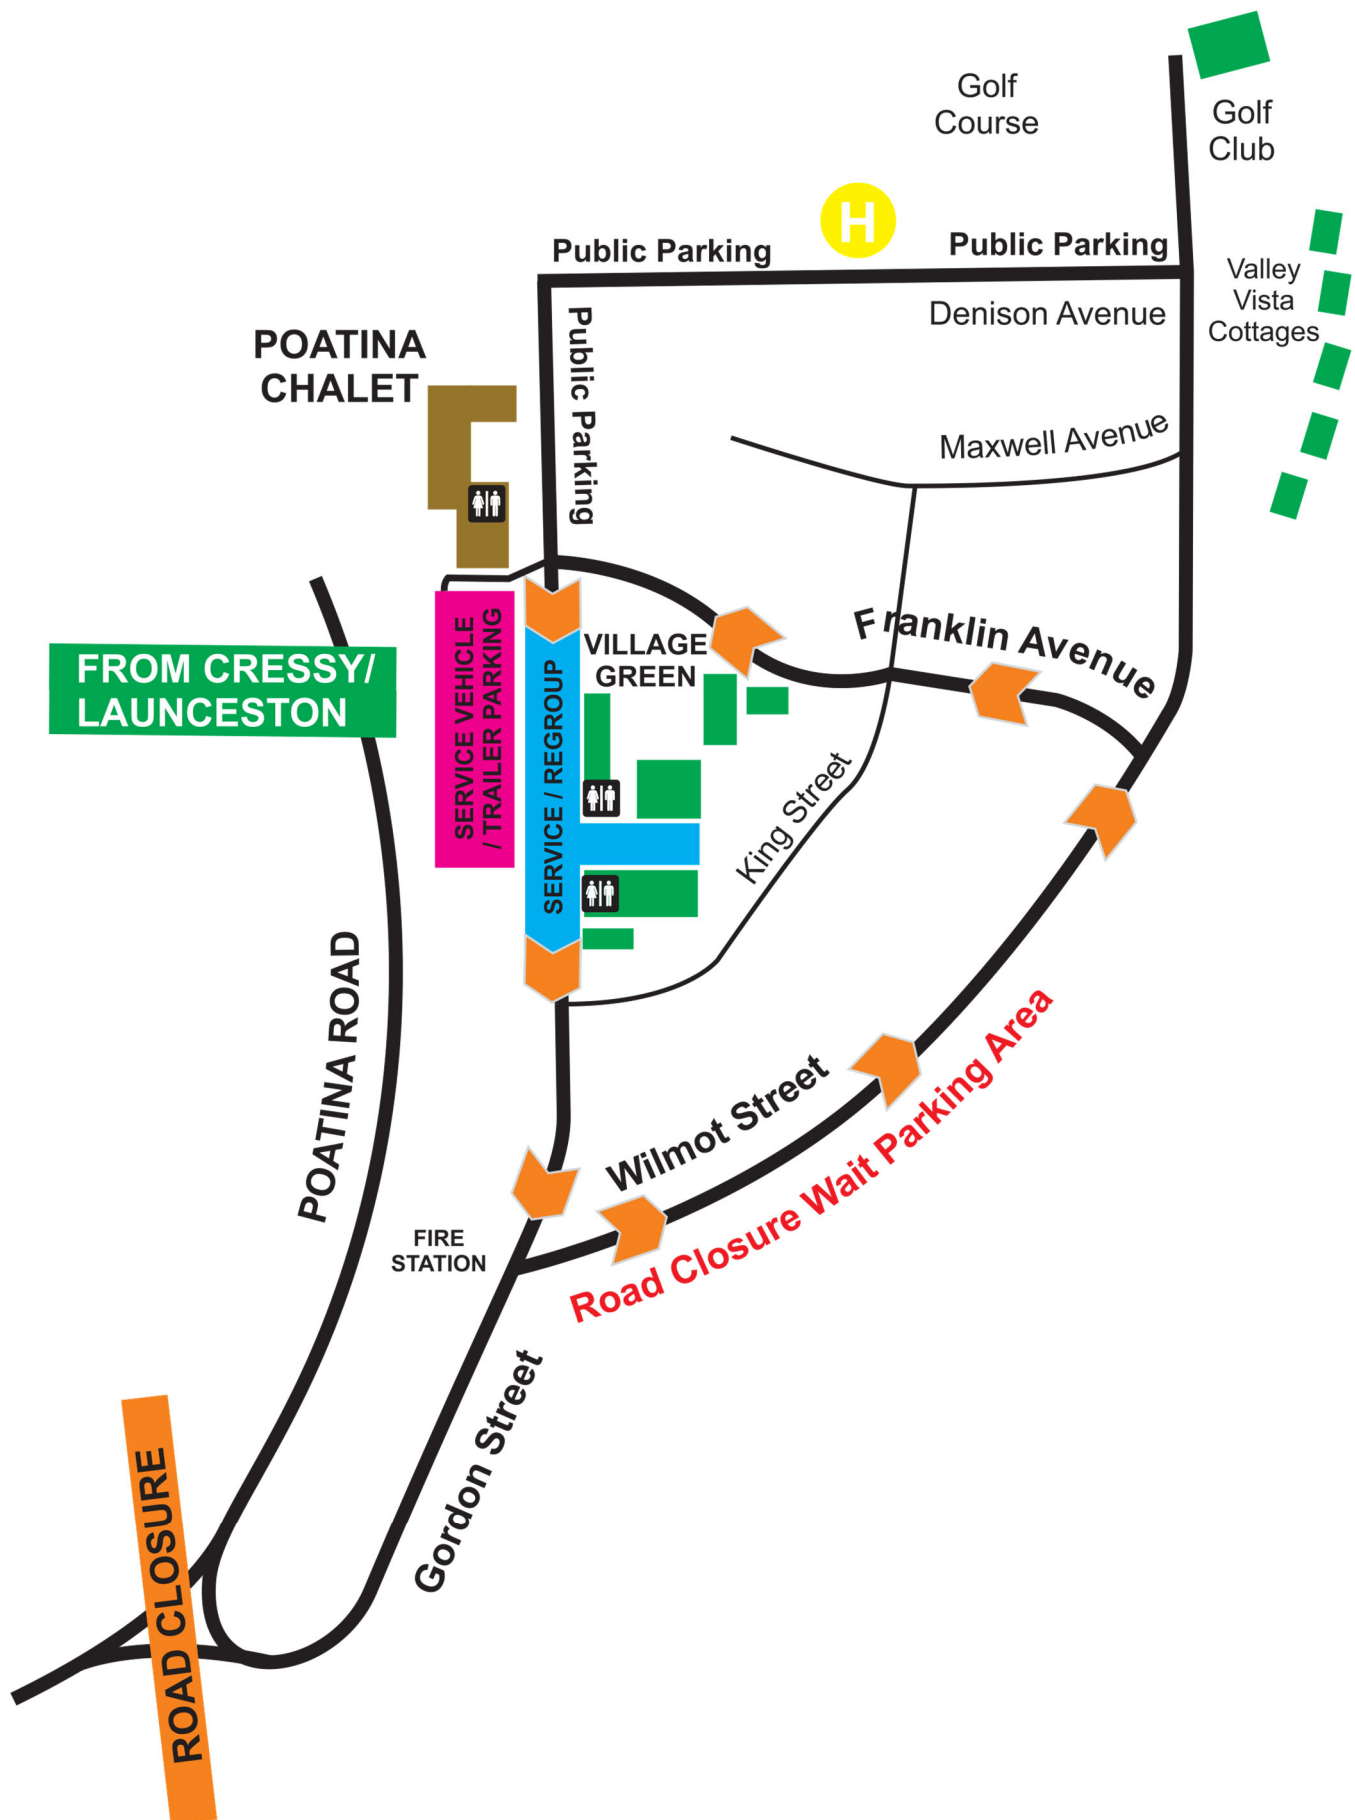 Golf
Course
Golf
Club
H
Public Parking
Public Parking
Valley
Vista
Cottages
Denison Avenue
Public Parking
POATINA
CHALET
Maxwell Avenue
Franklin Avenue
VILLAGE
GREEN
FROM CRESSY/
LAUNCESTON
SERVICE VEHICLE
/ TRAILER PARKING
SERVICE / REGROUP
King Street
POATINA ROAD
Wilmot Street
Road Closure Wait Parking Area
FIRE
STATION
Gordon Street
ROAD CLOSURE